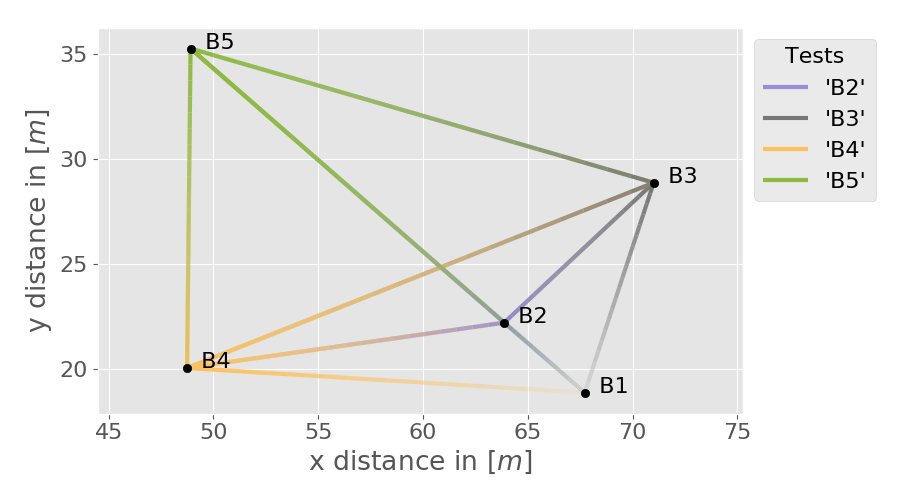 B5
B3
B2
B4
B1
35
30
25
20
45 50 55 60 65 70 75
x distance in [m]
y distance in [m]
Tests
'B2'
'B3'
'B4'
'B5'